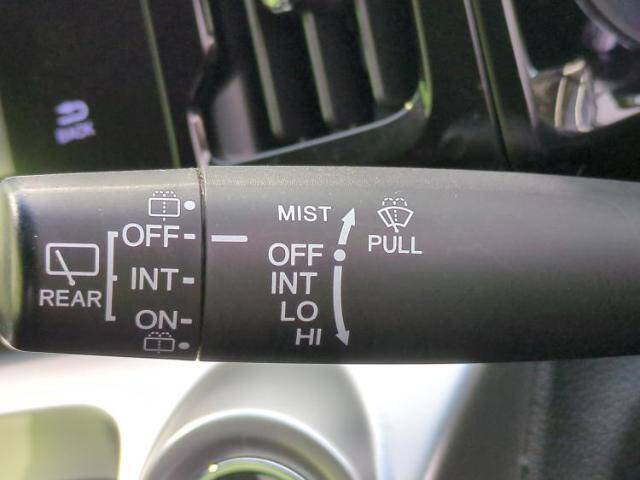 BACK
OFF-
INT-
ON-
REAR
MIST
OFF
INT
LO
HI
PULL